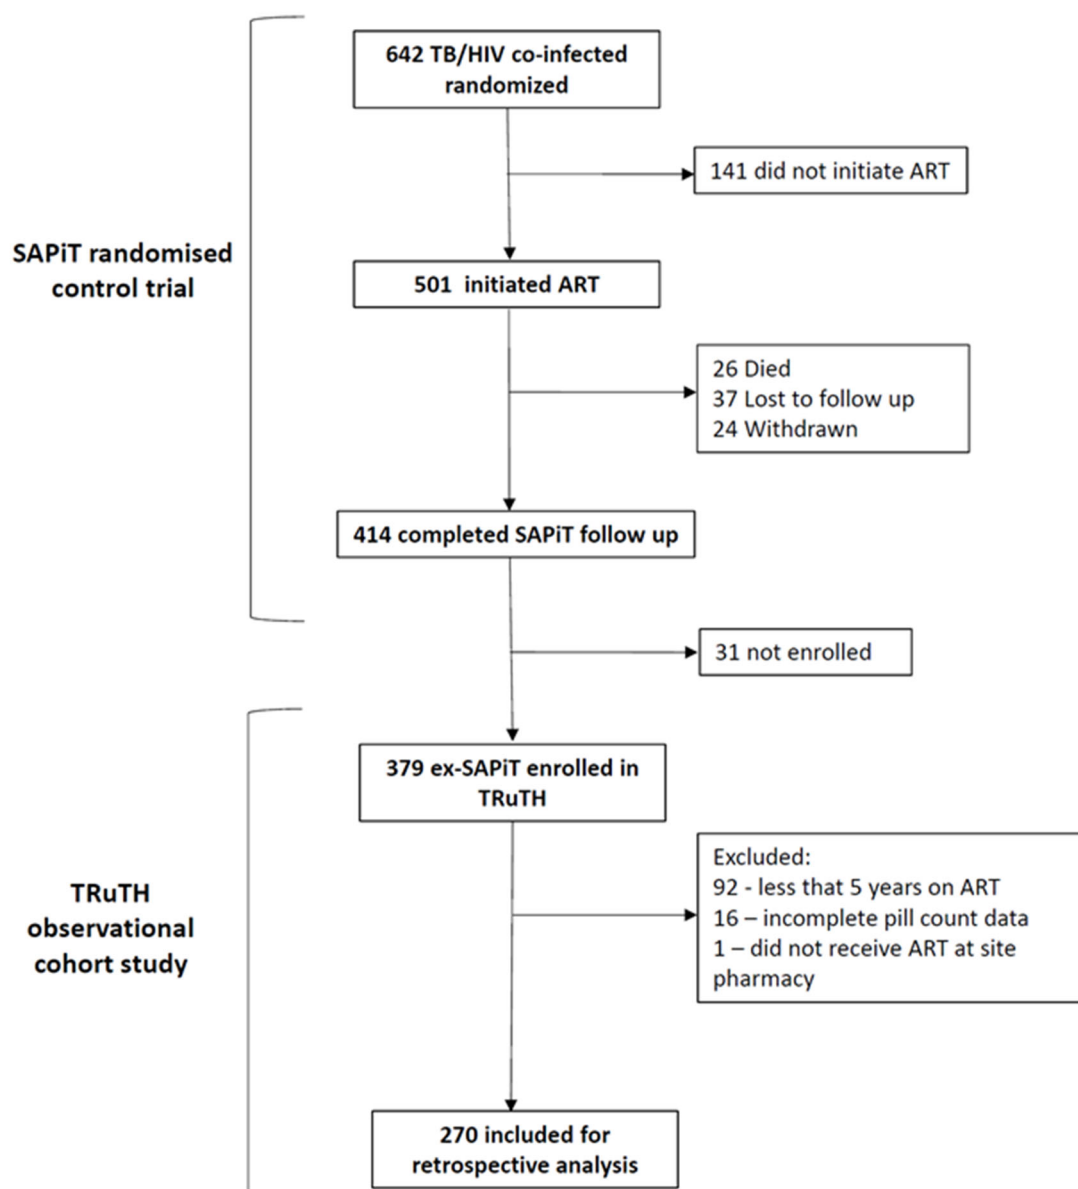 642 TB/HIV co-infected
randomized
141 did not initiate ART
SAPiT randomised
control trial
501 initiated ART
26 Died
37 Lost to follow up
24 Withdrawn
414 completed SAPiT follow up
31 not enrolled
379 ex-SAPiT enrolled in
TRuTH
TRuTH
observational
cohort study
Excluded:
92 - less that 5 years on ART
16 – incomplete pill count data
1 – did not receive ART at site
pharmacy
270 included for
retrospective analysis